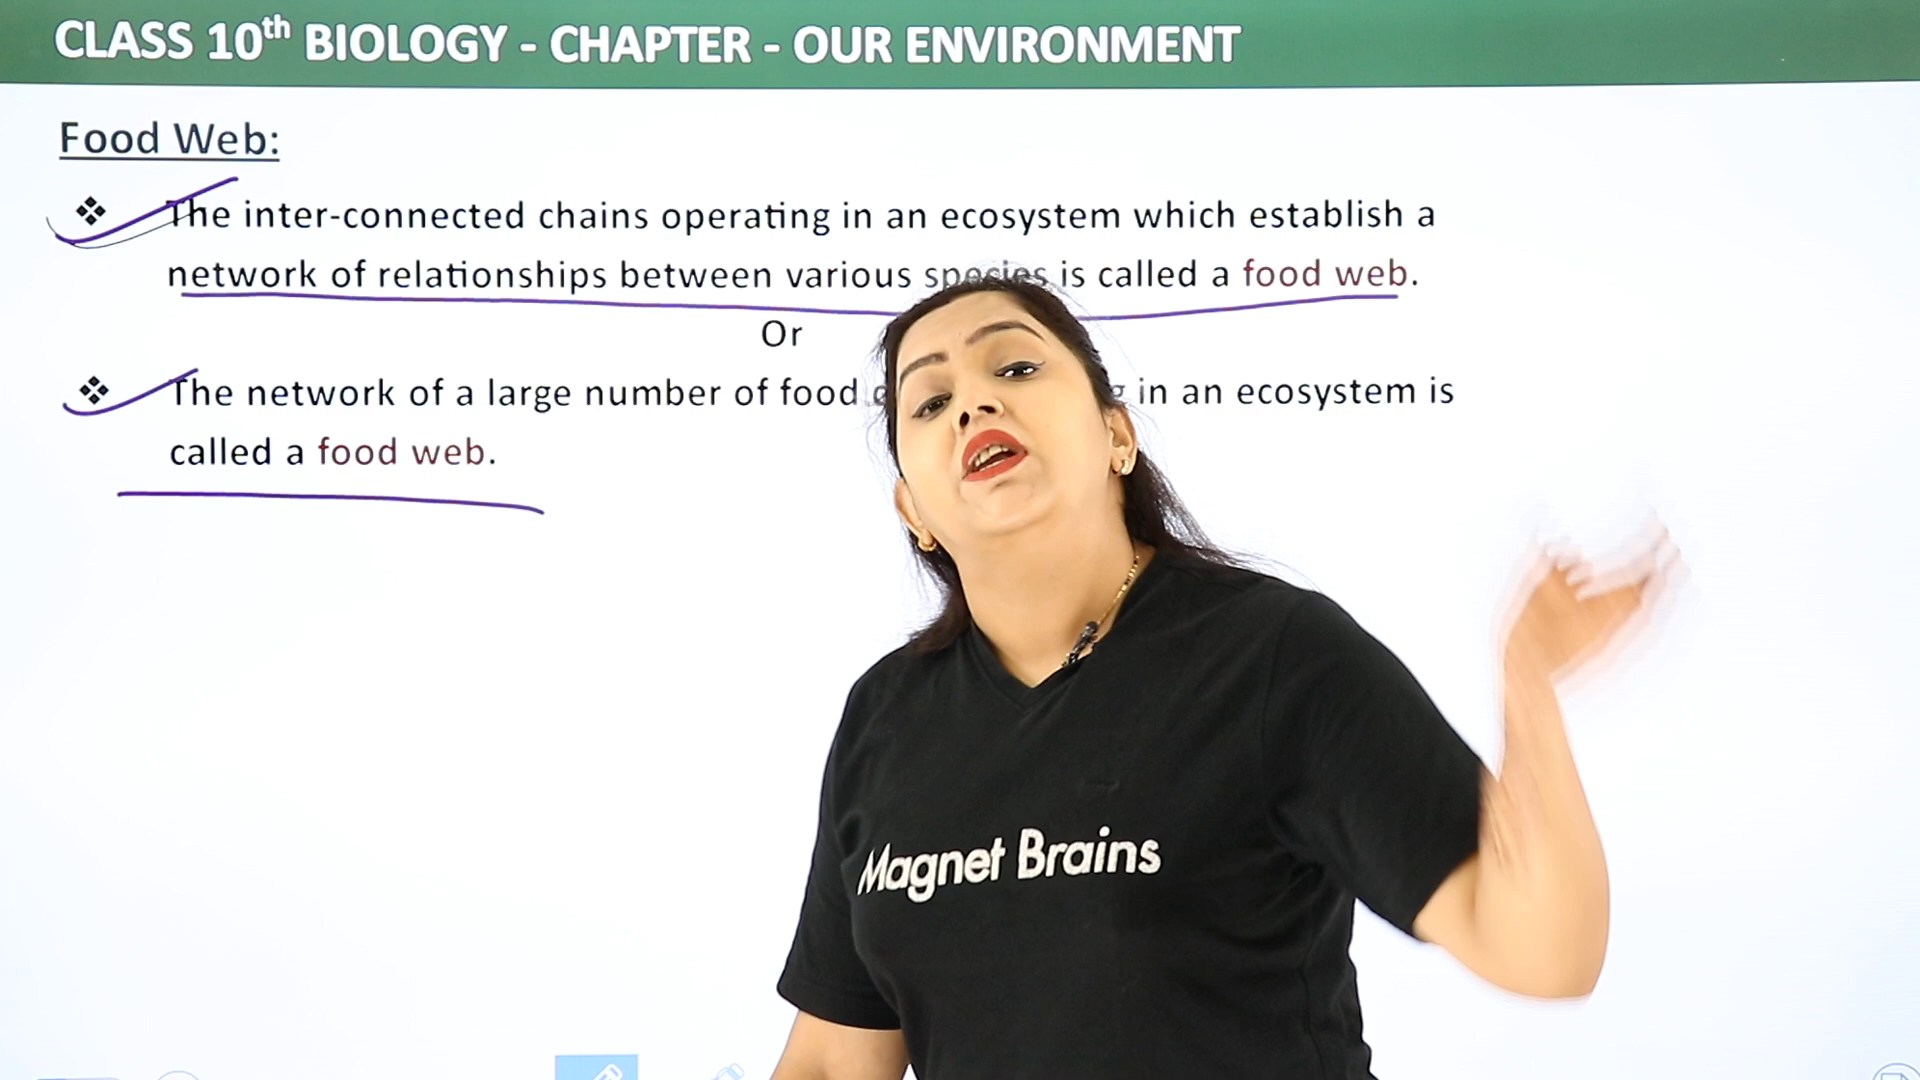 CLASS 10th BIOLOGY - CHAPTER - OUR ENVIRONMENT
Food Web:
❖ The inter-connected chains operating in an ecosystem which establish a
network of relationships between various species is called a food web.
Or
❖ The network of a large number of food in an ecosystem is
called a food web.
Magnet Brains